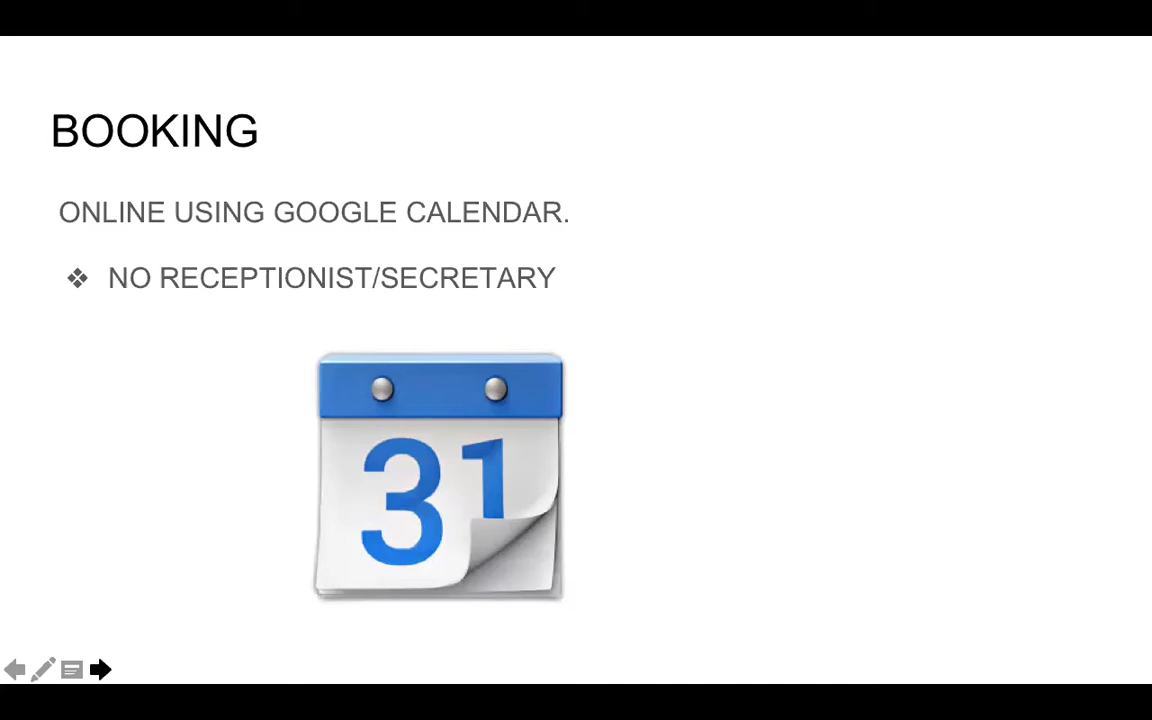 BOOKING
ONLINE USING GOOGLE CALENDAR.
❖ NO RECEPTIONIST/SECRETARY
31